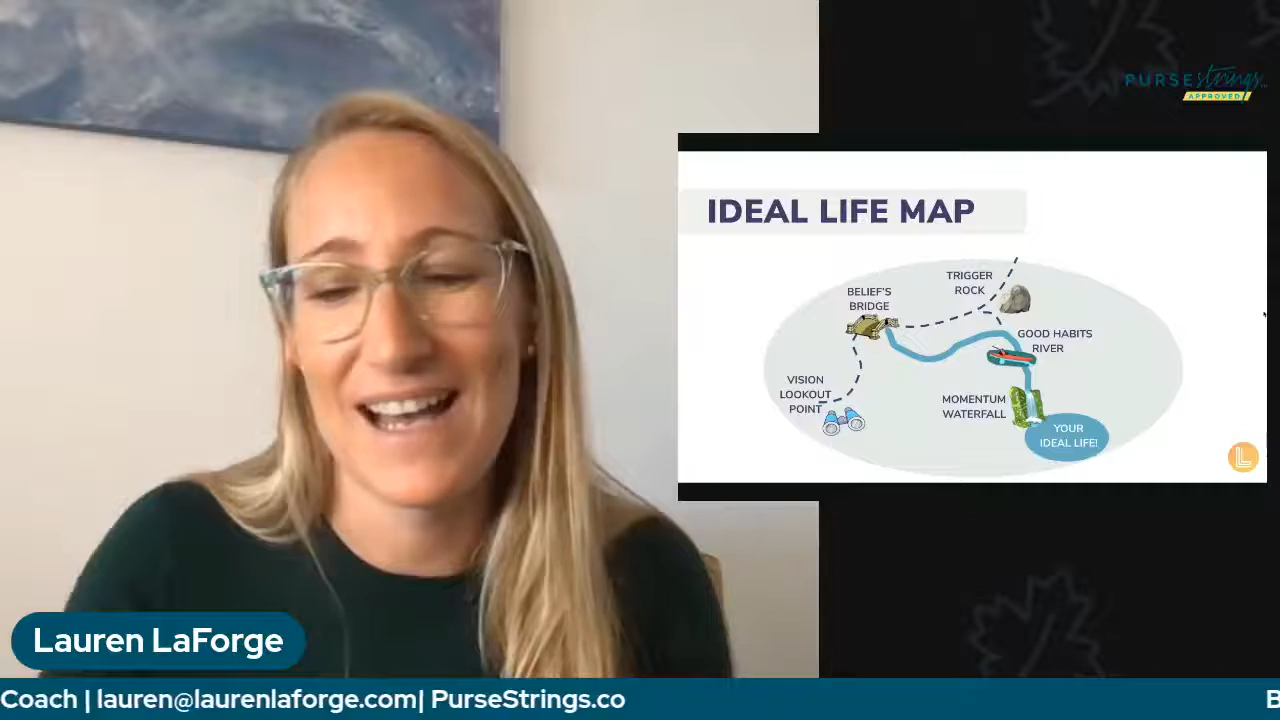 PURSEstrings
APPROVED
IDEAL LIFE MAP
TRIGGER
ROCK
BELIEF'S
BRIDGE
GOOD HABITS
RIVER
VISION
LOOKOUT
POINT
MOMENTUM
WATERFALL
YOUR
IDEAL LIFE!
L
Lauren LaForge
Coach | lauren@laurenlaforge.com| PurseStrings.co
B